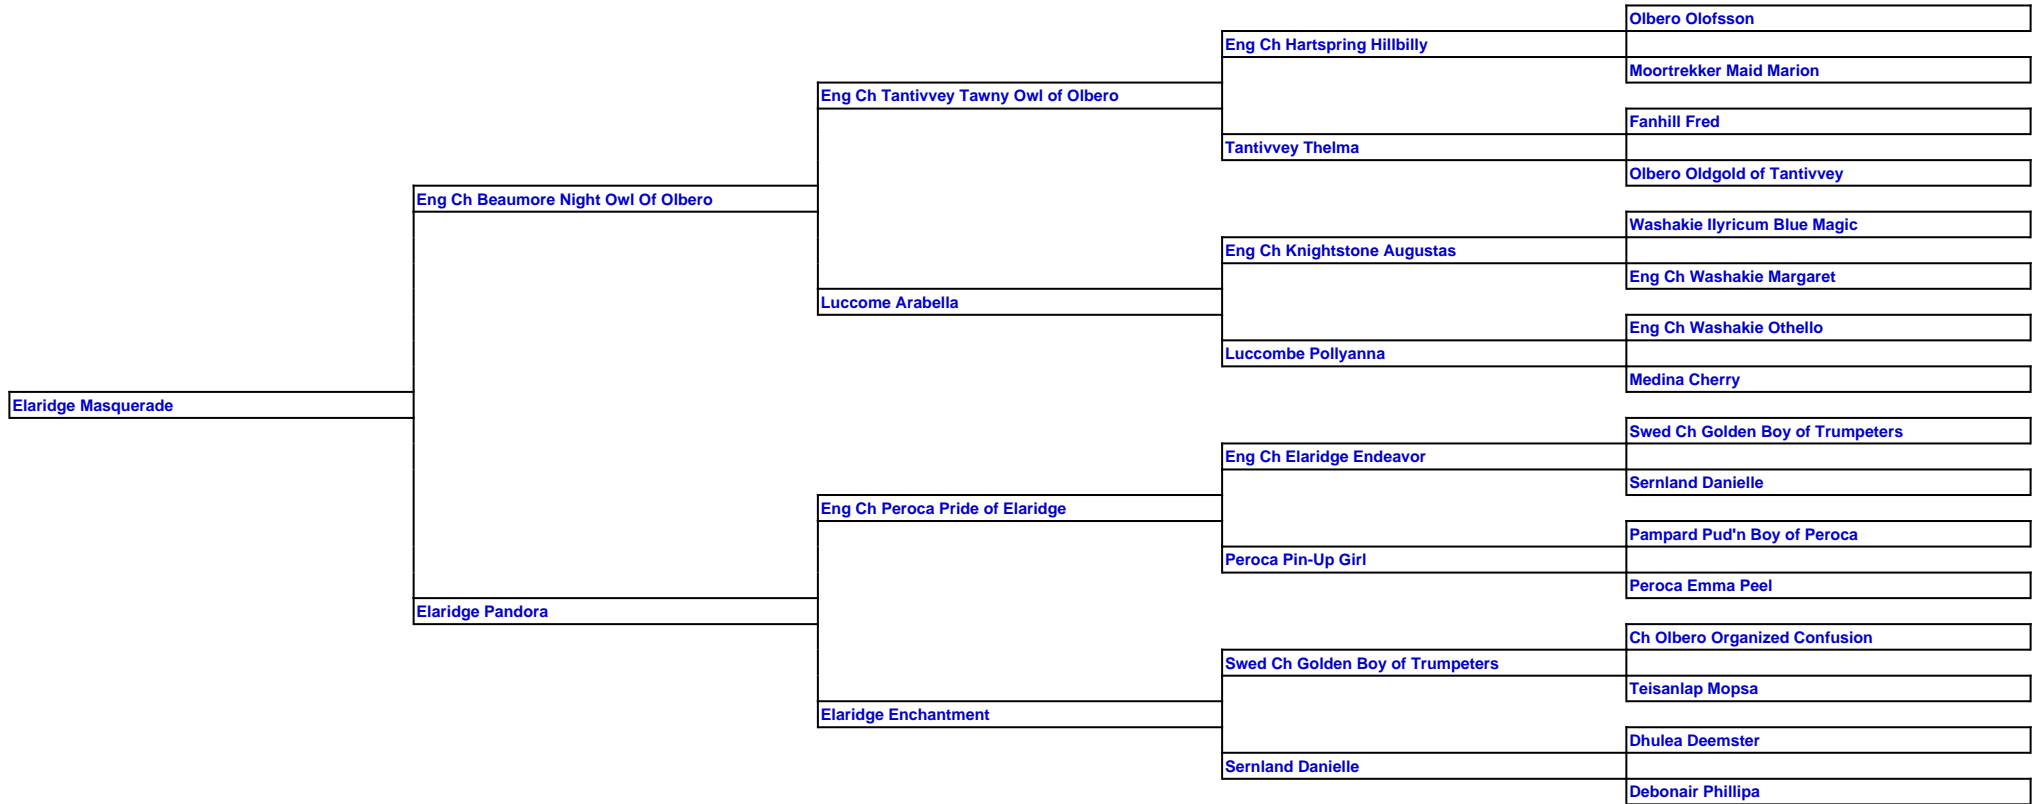 Olbero Olofsson
Eng Ch Hartspring Hillbilly
Moortrekker Maid Marion
Eng Ch Tantivvey Tawny Owl of Olbero
Fanhill Fred
Tantivvey Thelma
Olbero Oldgold of Tantivvey
Eng Ch Beaumore Night Owl Of Olbero
Washakie Ilyricum Blue Magic
Eng Ch Knightstone Augustas
Eng Ch Washakie Margaret
Luccome Arabella
Eng Ch Washakie Othello
Luccombe Pollyanna
Medina Cherry
Elaridge Masquerade
Swed Ch Golden Boy of Trumpeters
Eng Ch Elaridge Endeavor
Sernland Danielle
Eng Ch Peroca Pride of Elaridge
Pampard Pud'n Boy of Peroca
Peroca Pin-Up Girl
Peroca Emma Peel
Elaridge Pandora
Ch Olbero Organized Confusion
Swed Ch Golden Boy of Trumpeters
Teisanlap Mopsa
Elaridge Enchantment
Dhulea Deemster
Sernland Danielle
Debonair Phillipa